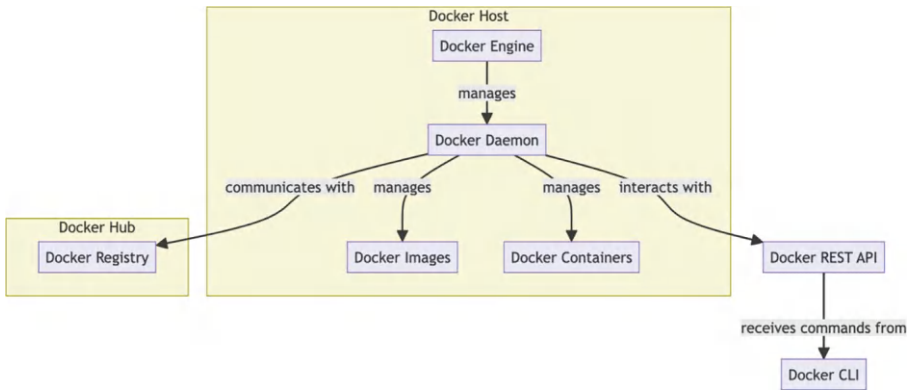 Docker Host
Docker Engine
manages
Docker Daemon
communicates with
manages
manages
interacts with
Docker Hub
Docker Registry
Docker Images
Docker Containers
Docker REST API
receives commands from
Docker CLI